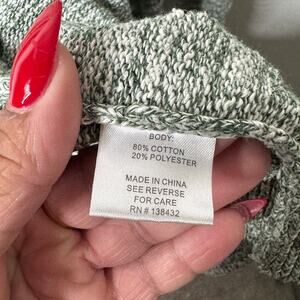 BODY:
80% COTTON
20% POLYESTER
MADE IN CHINA
SEE REVERSE
FOR CARE
RN # 138432